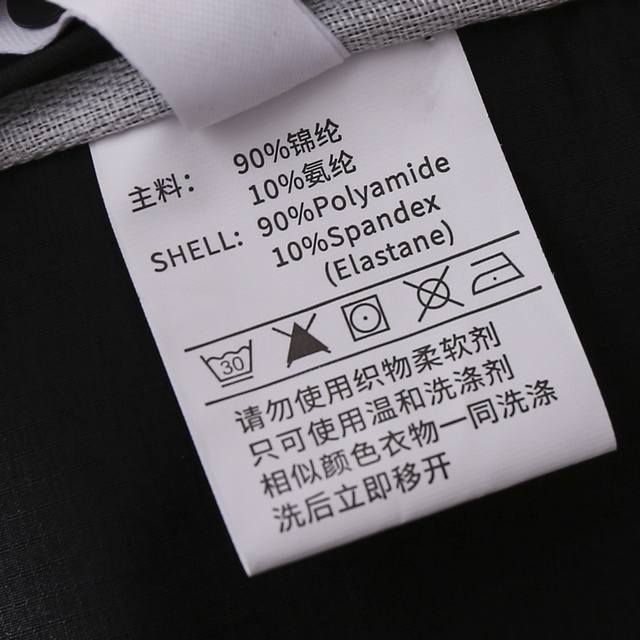 主料： 90%锦纶
10%氨纶
SHELL: 90%Polyamide
10%Spandex
(Elastane)
30
请勿使用织物柔软剂
只可使用温和洗涤剂
相似颜色衣物一同洗涤
洗后立即移开